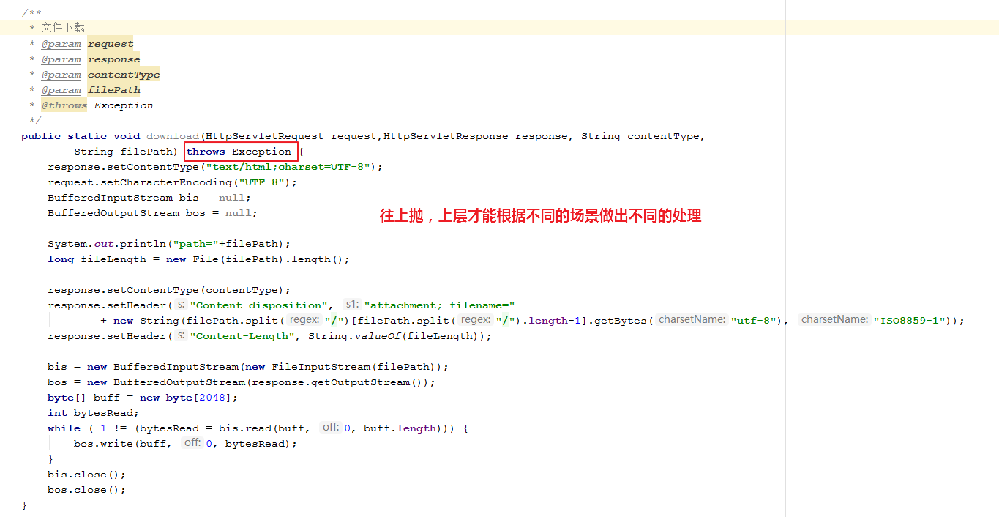 /**
* 文件下载
* @param request
* @param response
* @param contentType
* @param filePath
* @throws Exception
*/
public static void download(HttpServletRequest request,HttpServletResponse response, String contentType,
String filePath) throws Exception {
response.setContentType("text/html;charset=UTF-8");
request.setCharacterEncoding("UTF-8");
BufferedInputStream bis = null;
BufferedOutputStream bos = null;
往上抛，上层才能根据不同的场景做出不同的处理
System.out.println("path="+filePath);
long fileLength = new File(filePath).length();
response.setContentType(contentType);
response.setHeader( s: "Content-disposition", s1: "attachment; filename="
+ new String(filePath.split( regex: "/")[filePath.split( regex: "/").length-1].getBytes( charsetName: "utf-8"), charsetName: "ISO8859-1"));
response.setHeader( s: "Content-Length", String.valueOf(fileLength));
bis = new BufferedInputStream(new FileInputStream(filePath));
bos = new BufferedOutputStream(response.getOutputStream());
byte[] buff = new byte[2048];
int bytesRead;
while (-1 != (bytesRead = bis.read(buff, off: 0, buff.length))) {
bos.write(buff, off: 0, bytesRead);
}
bis.close();
bos.close();
}